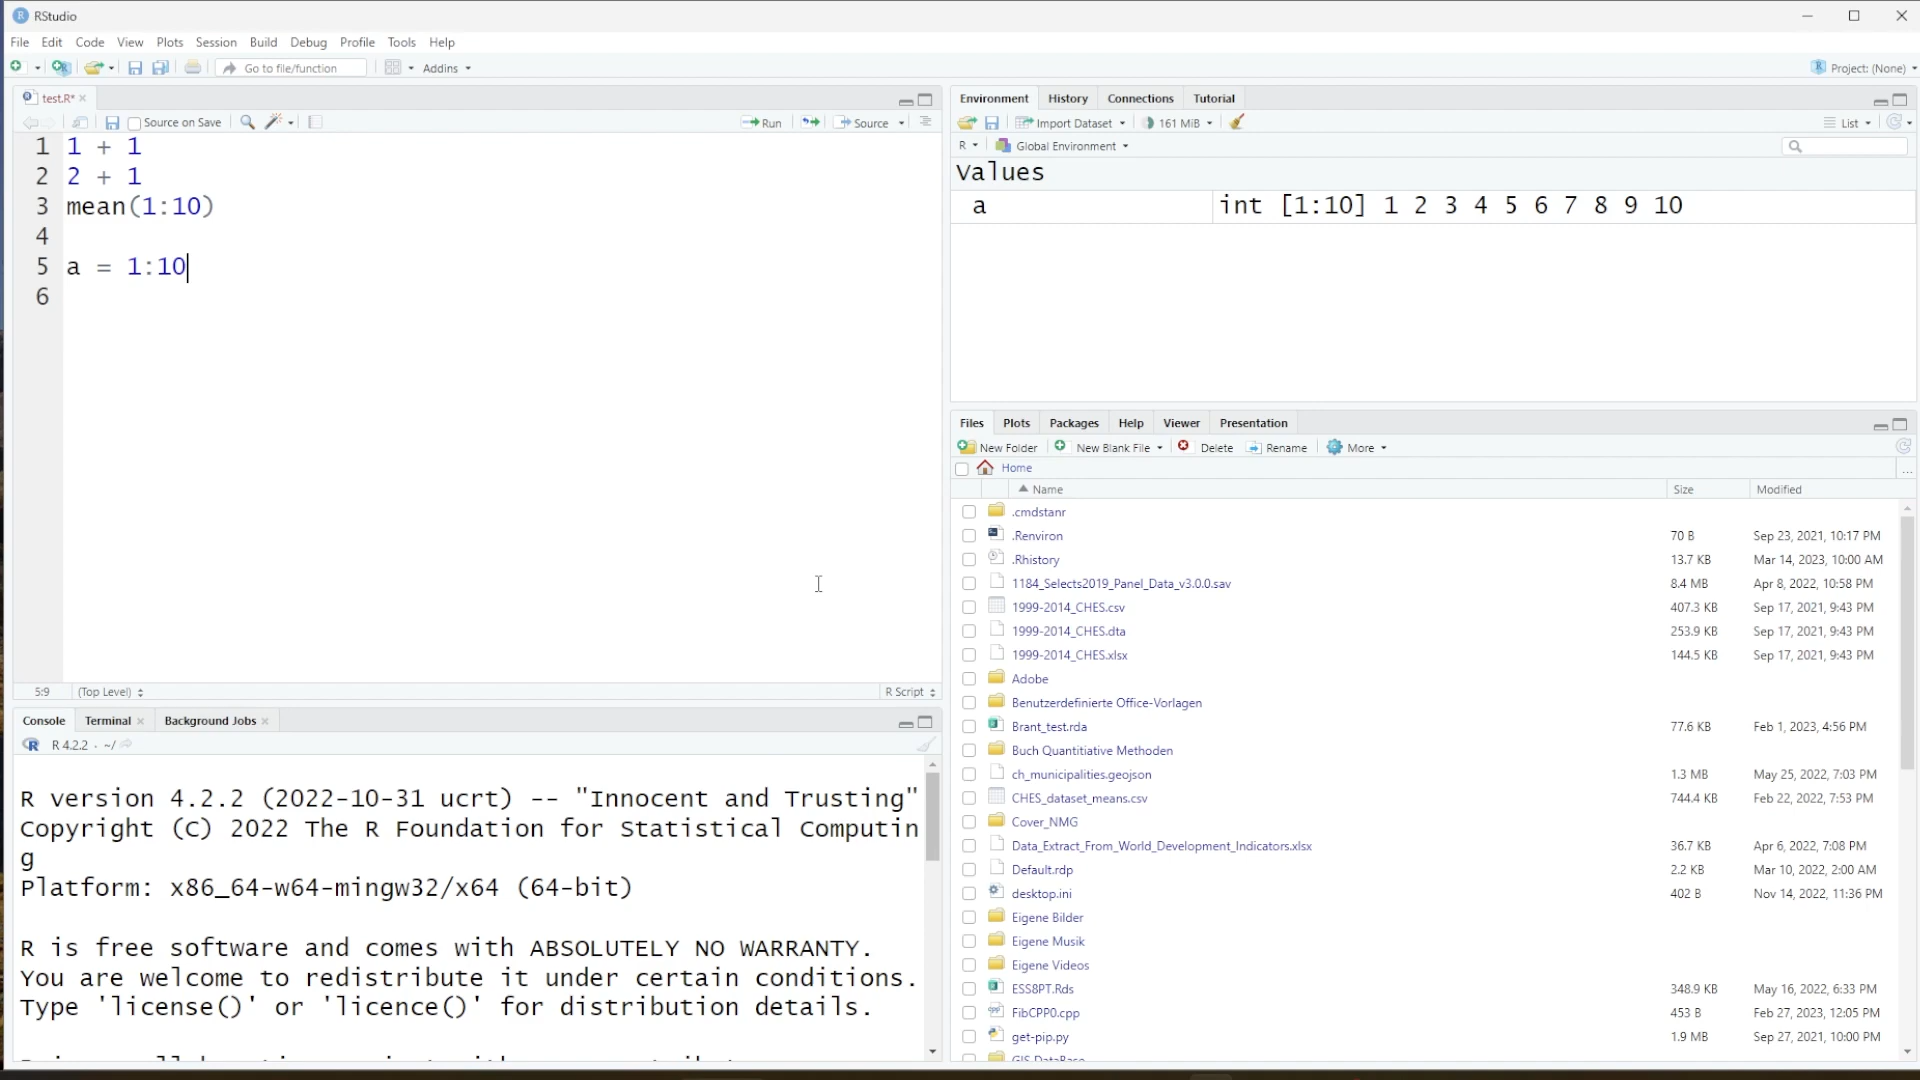 RStudio
File Edit Code View Plots Session Build Debug Profile Tools Help
Go to file/function Addins Project: (None)
test.R*
Source on Save Run Source
1 1 + 1
2 2 + 1
3 mean(1:10)
4
5 a = 1:10
6
5:9 (Top Level) R Script
Console Terminal Background Jobs
R 4.2.2 · ~/
R version 4.2.2 (2022-10-31 ucrt) -- "Innocent and Trusting"
Copyright (C) 2022 The R Foundation for Statistical Computin
g
Platform: x86_64-w64-mingw32/x64 (64-bit)
R is free software and comes with ABSOLUTELY NO WARRANTY.
You are welcome to redistribute it under certain conditions.
Type 'license()' or 'licence()' for distribution details.
Environment History Connections Tutorial
Import Dataset 161 MiB List
R Global Environment
Values
a int [1:10] 1 2 3 4 5 6 7 8 9 10
Files Plots Packages Help Viewer Presentation
New Folder New Blank File Delete Rename More
Home ...
Name Size Modified
.cmdstanr
.Renviron 70 B Sep 23, 2021, 10:17 PM
.Rhistory 13.7 KB Mar 14, 2023, 10:00 AM
1184_Selects2019_Panel_Data_v3.0.0.sav 8.4 MB Apr 8, 2022, 10:58 PM
1999-2014_CHES.csv 407.3 KB Sep 17, 2021, 9:43 PM
1999-2014_CHES.dta 253.9 KB Sep 17, 2021, 9:43 PM
1999-2014_CHES.xlsx 144.5 KB Sep 17, 2021, 9:43 PM
Adobe
Benutzerdefinierte Office-Vorlagen
Brant_test.rda 77.6 KB Feb 1, 2023, 4:56 PM
Buch Quantitiative Methoden
ch_municipalities.geojson 1.3 MB May 25, 2022, 7:03 PM
CHES_dataset_means.csv 744.4 KB Feb 22, 2022, 7:53 PM
Cover_NMG
Data_Extract_From_World_Development_Indicators.xlsx 36.7 KB Apr 6, 2022, 7:08 PM
Default.rdp 2.2 KB Mar 10, 2022, 2:00 AM
desktop.ini 402 B Nov 14, 2022, 11:36 PM
Eigene Bilder
Eigene Musik
Eigene Videos
ESS8PT.Rds 348.9 KB May 16, 2022, 6:33 PM
FibCPP0.cpp 453 B Feb 27, 2023, 12:05 PM
get-pip.py 1.9 MB Sep 27, 2021, 10:00 PM
GIS DataBase